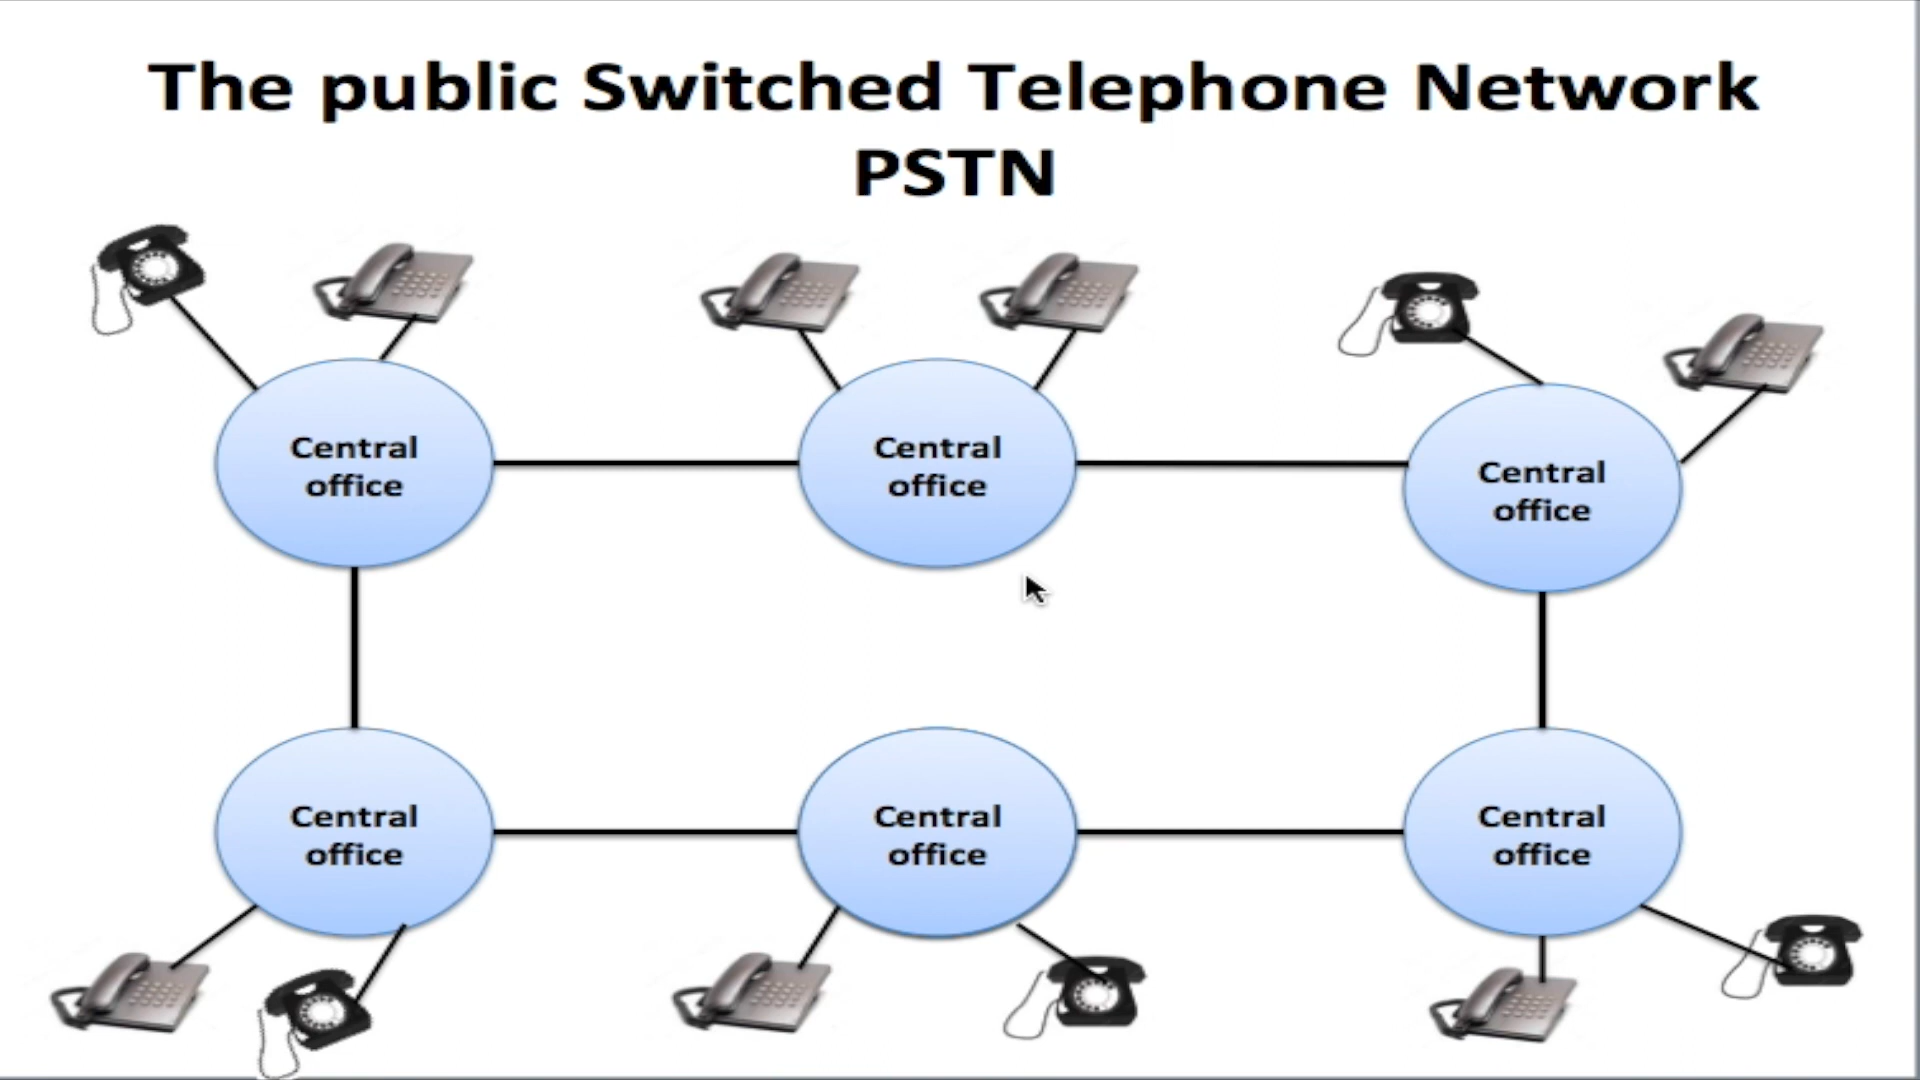 The public Switched Telephone Network
PSTN
Central
office
Central
office
Central
office
Central
office
Central
office
Central
office